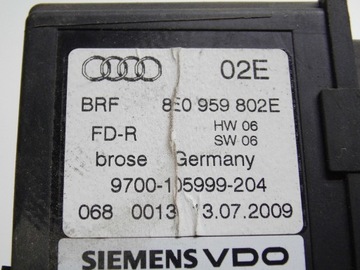 02E
BRF 8E0 959 802E
FD-R HW 06
SW 06
brose Germany
9700-105999-204
068 0013 13.07.2009
SIEMENS VDO